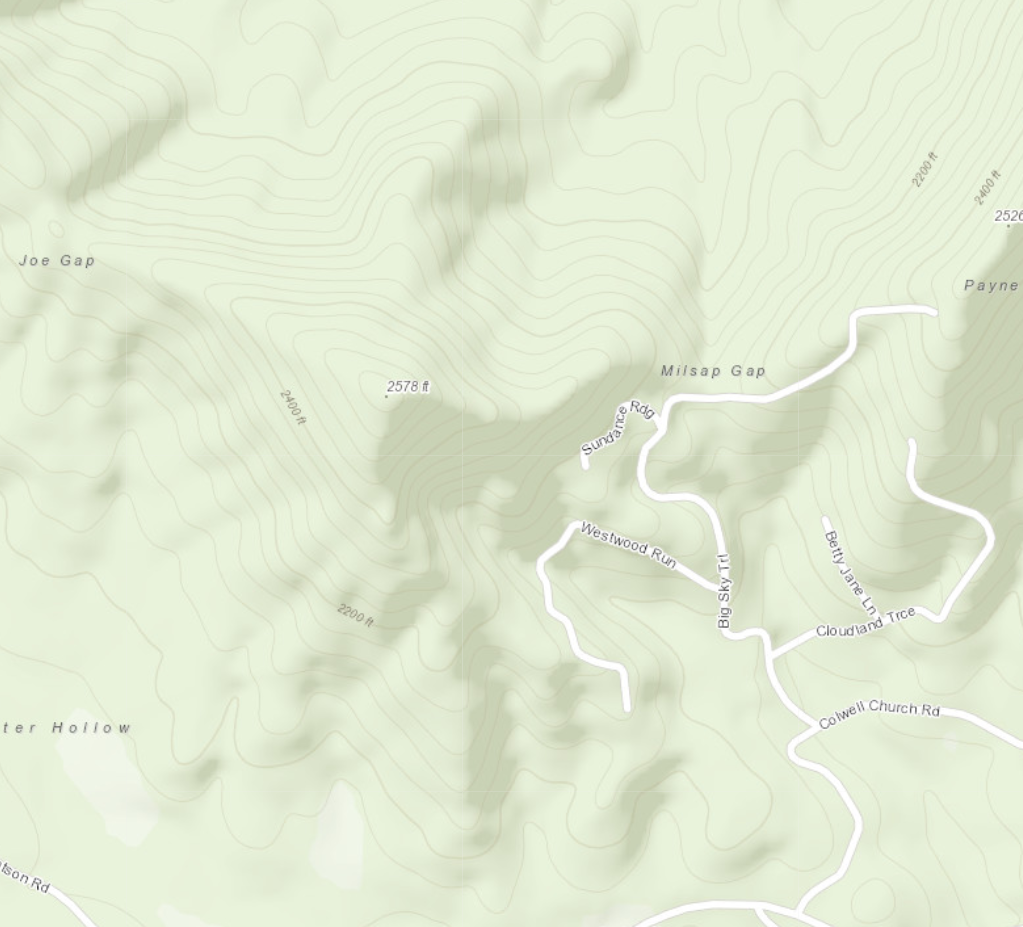 2200 ft
2400 ft
2526
Joe Gap
Payne
Milsap Gap
2578 ft
2400 ft
Sundance Rdg
Westwood Run
Big Sky Trl
Betty Jane Ln
Cloudland Trce
2200 ft
Colwell Church Rd
ter Hollow
tson Rd